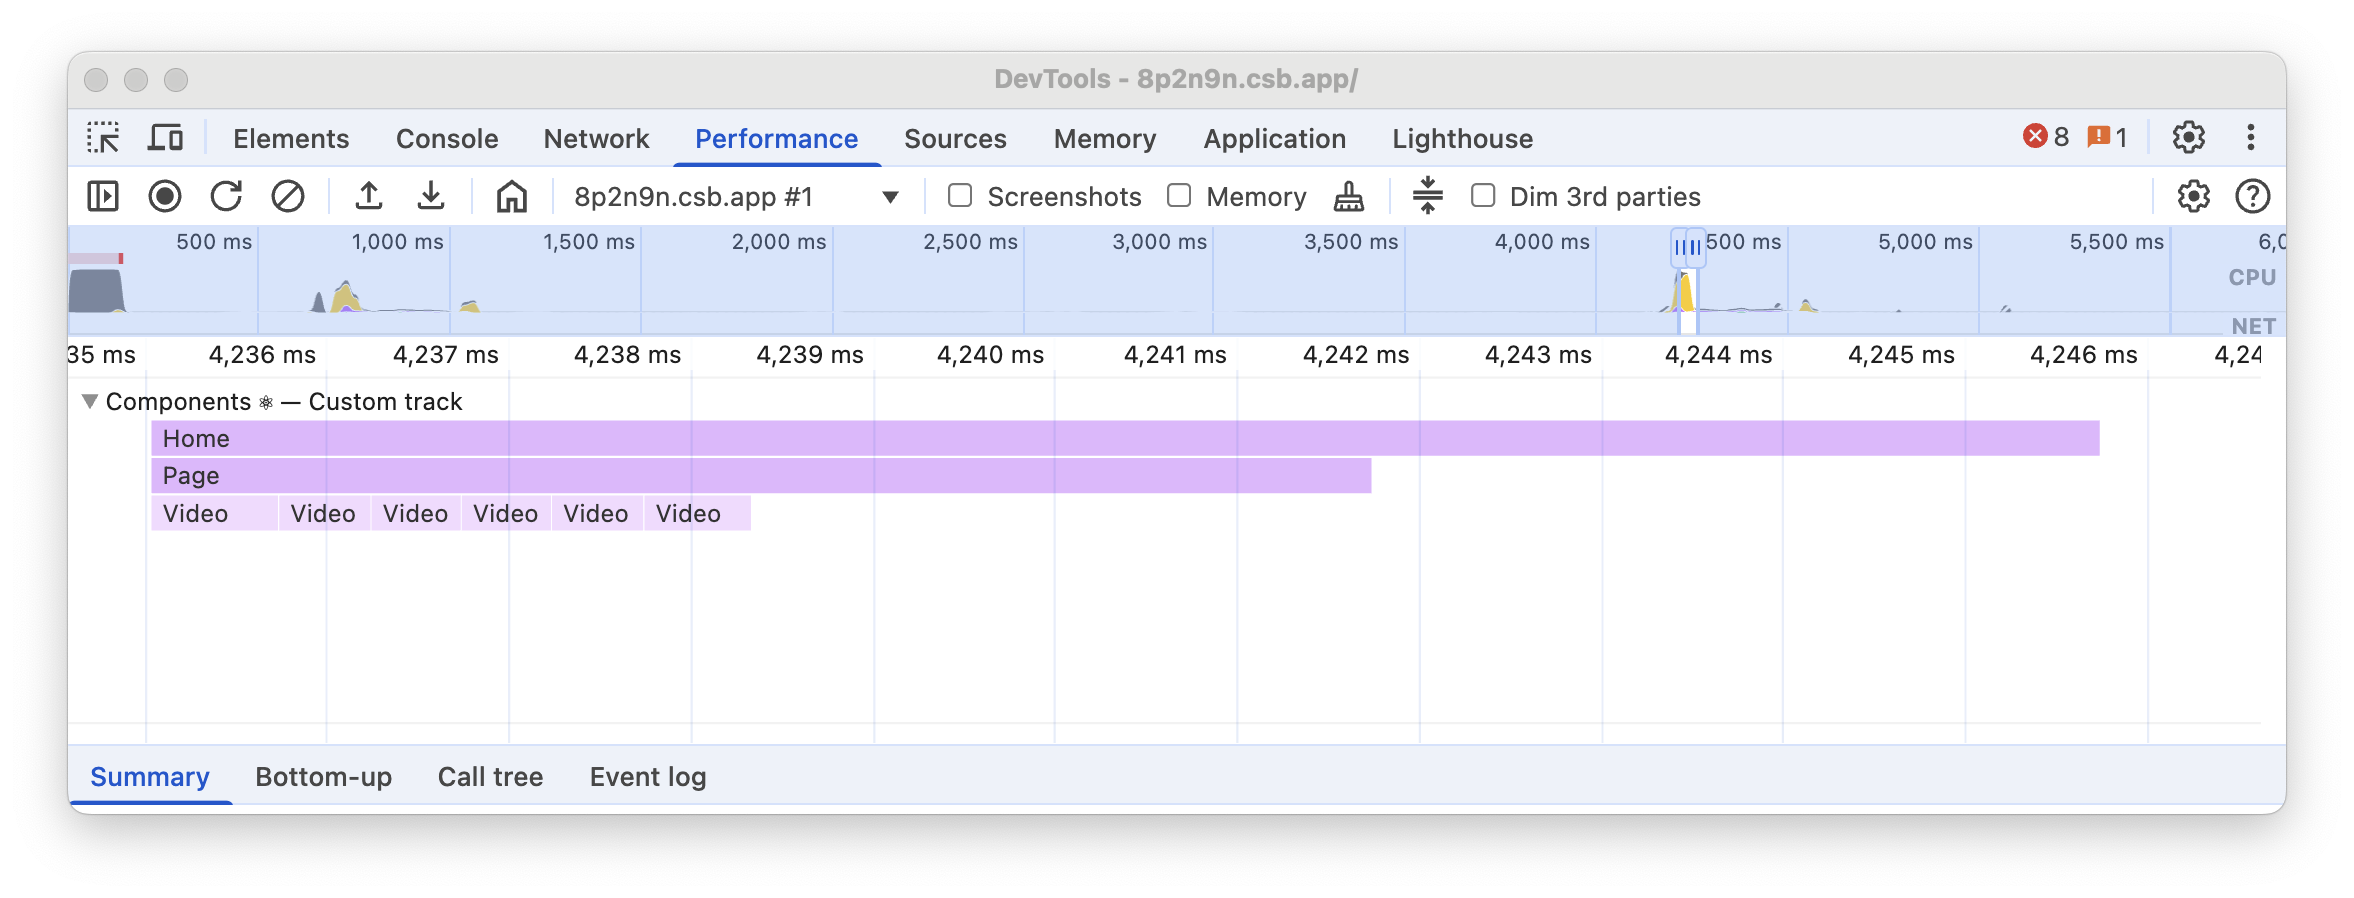 DevTools - 8p2n9n.csb.app/
Elements Console Network Performance Sources Memory Application Lighthouse 8 1
8p2n9n.csb.app #1 Screenshots Memory Dim 3rd parties
500 ms 1,000 ms 1,500 ms 2,000 ms 2,500 ms 3,000 ms 3,500 ms 4,000 ms 500 ms 5,000 ms 5,500 ms 6,0
CPU
NET
35 ms 4,236 ms 4,237 ms 4,238 ms 4,239 ms 4,240 ms 4,241 ms 4,242 ms 4,243 ms 4,244 ms 4,245 ms 4,246 ms 4,24
Components ⚛ — Custom track
Home
Page
Video Video Video Video Video Video
Summary Bottom-up Call tree Event log